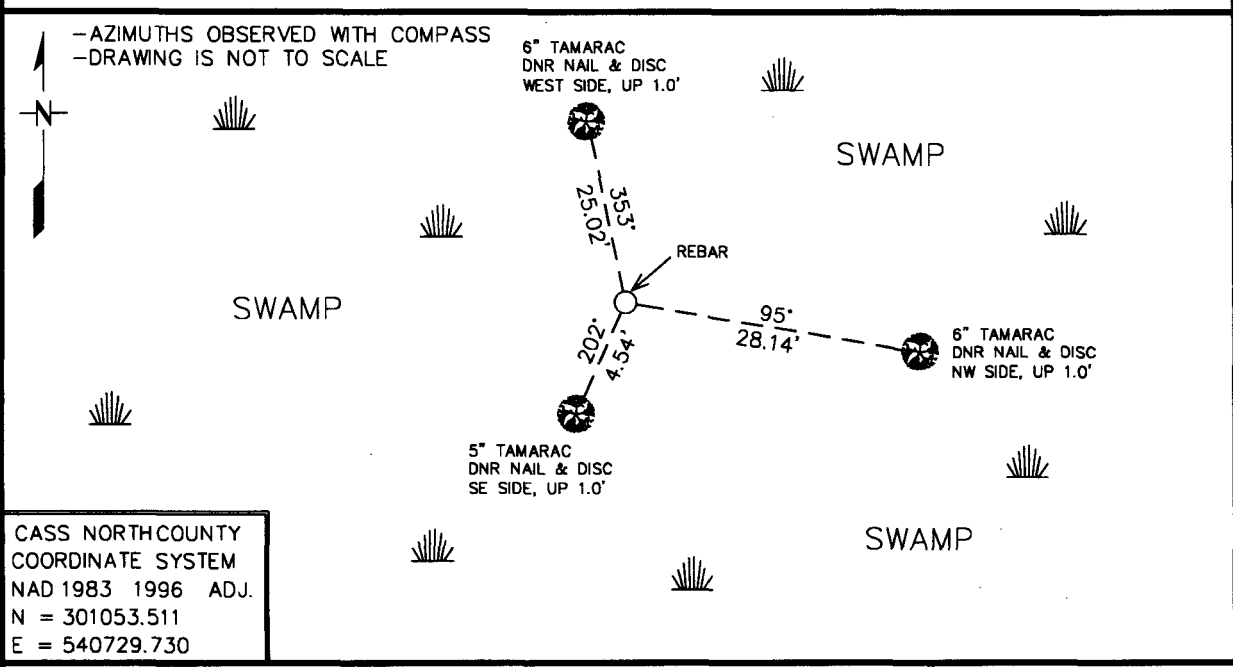 -AZIMUTHS OBSERVED WITH COMPASS
-DRAWING IS NOT TO SCALE
N
6" TAMARAC
DNR NAIL & DISC
WEST SIDE, UP 1.0'
SWAMP
353°
25.02'
REBAR
SWAMP
95°
28.14'
6" TAMARAC
DNR NAIL & DISC
NW SIDE, UP 1.0'
202°
4.54'
5" TAMARAC
DNR NAIL & DISC
SE SIDE, UP 1.0'
SWAMP
CASS NORTH COUNTY
COORDINATE SYSTEM
NAD 1983 1996 ADJ.
N = 301053.511
E = 540729.730